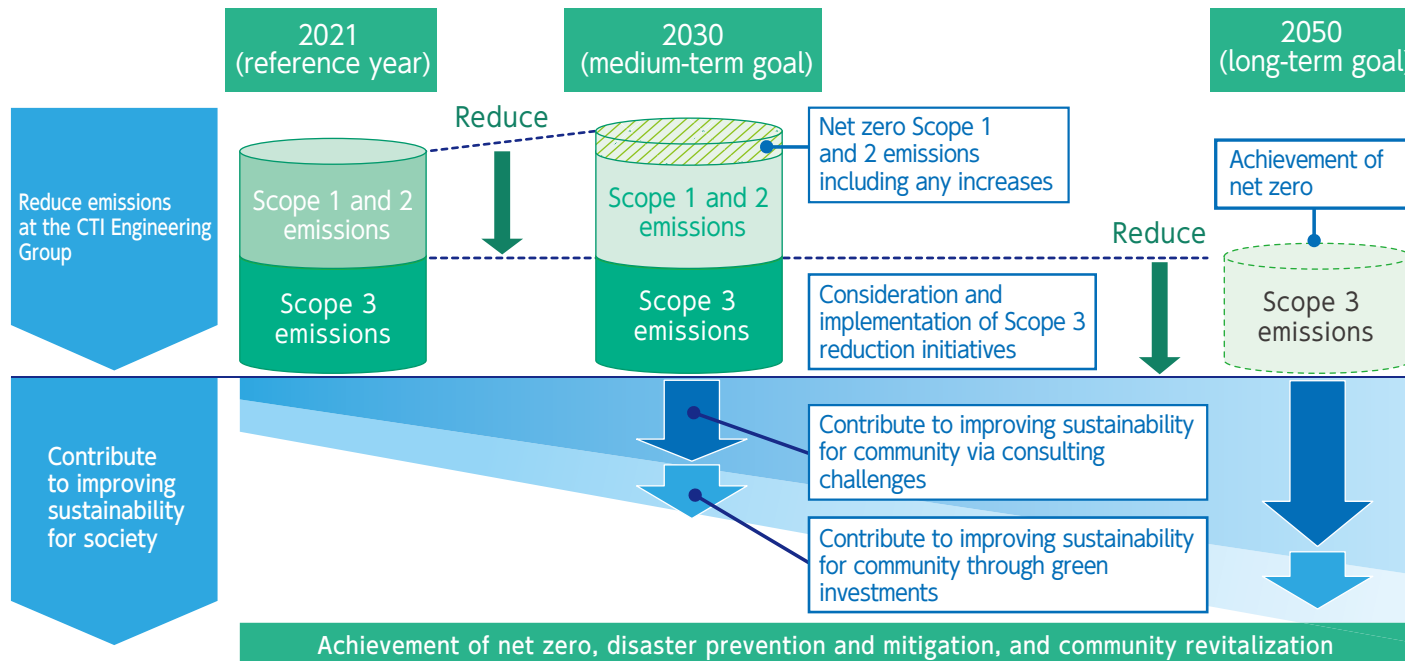 2021
(reference year)
2030
(medium-term goal)
2050
(long-term goal)
Reduce emissions
at the CTI Engineering
Group
Scope 1 and 2
emissions
Scope 3
emissions
Reduce
Scope 1 and 2
emissions
Scope 3
emissions
Net zero Scope 1
and 2 emissions
including any increases
Consideration and
implementation of Scope 3
reduction initiatives
Reduce
Achievement of
net zero
Scope 3
emissions
Contribute
to improving
sustainability
for society
Contribute to improving sustainability
for community via consulting
challenges
Contribute to improving sustainability
for community through green
investments
Achievement of net zero, disaster prevention and mitigation, and community revitalization